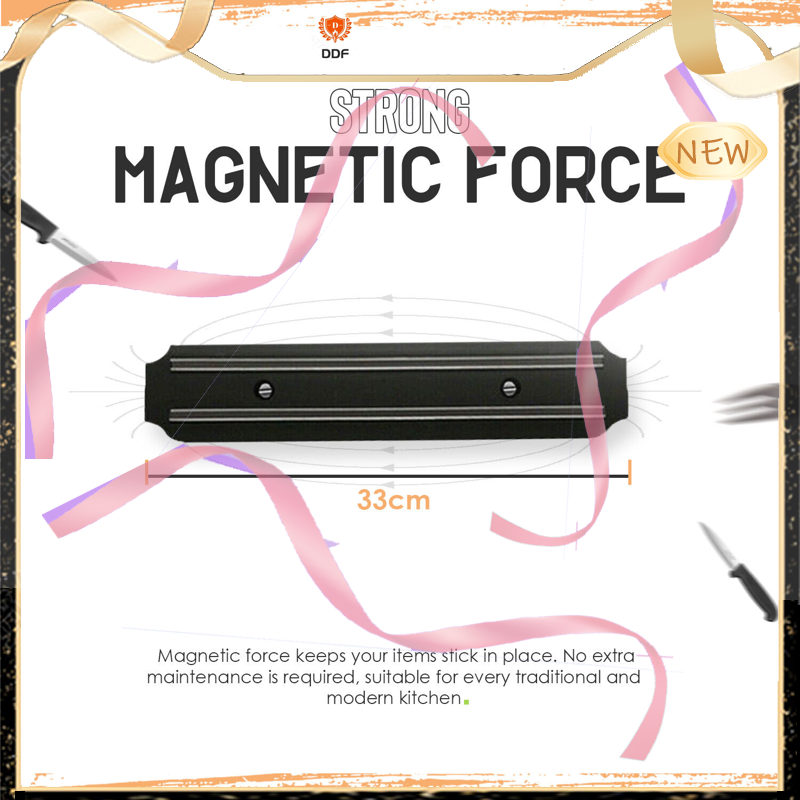 DDF
STRONG
MAGNETIC FORCE
NEW
33cm
Magnetic force keeps your items stick in place. No extra
maintenance is required, suitable for every traditional and
modern kitchen.